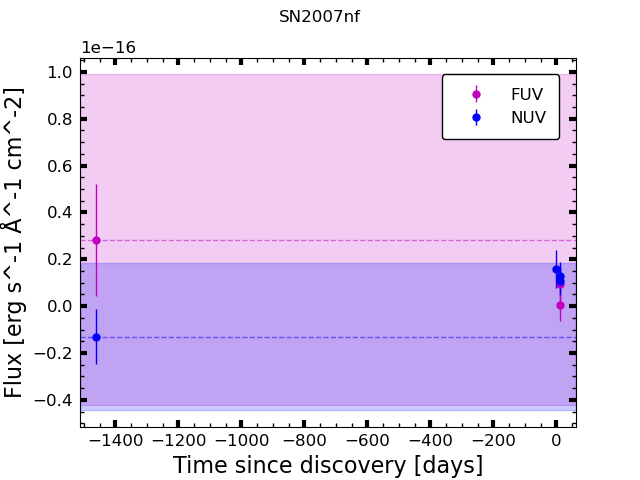 SN2007nf
1e−16
1.0
0.8
0.6
0.4
0.2
0.0
−0.2
−0.4
Flux [erg s^-1 Å^-1 cm^-2]
FUV
NUV
−1400 −1200 −1000 −800 −600 −400 −200 0
Time since discovery [days]